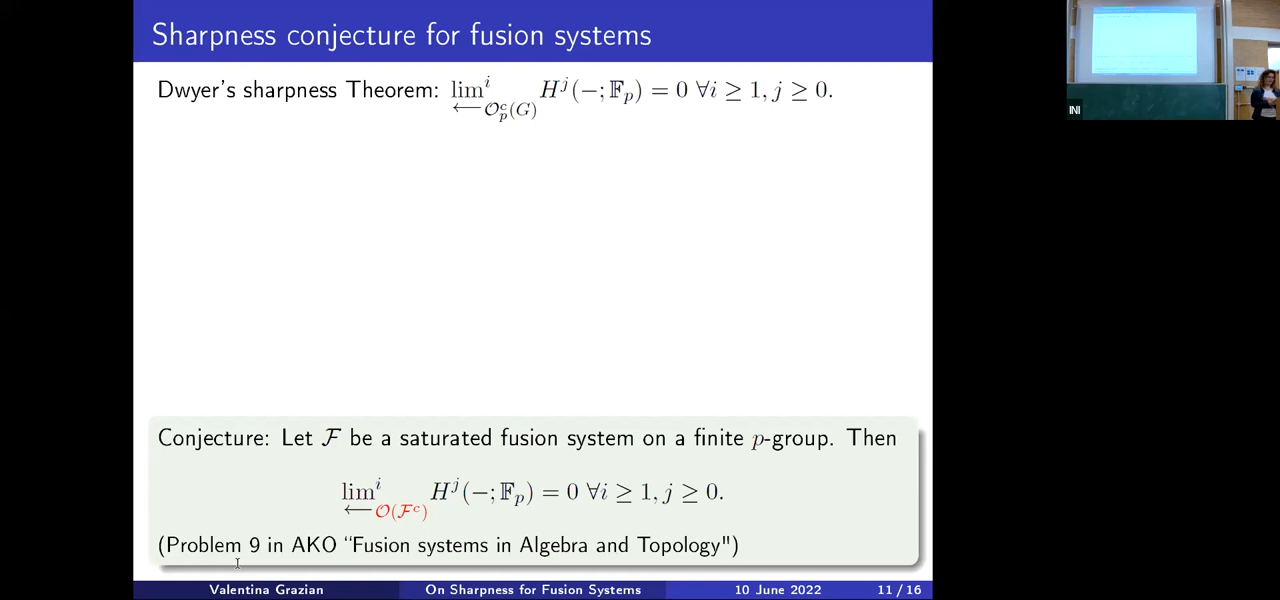 Sharpness conjecture for fusion systems
Dwyer's sharpness Theorem: lim^i_{←O^c_p(G)} H^j(−; 𝔽_p) = 0 ∀i ≥ 1, j ≥ 0.
INI
Conjecture: Let ℱ be a saturated fusion system on a finite p-group. Then
lim^i_{←O(ℱ^c)} H^j(−; 𝔽_p) = 0 ∀i ≥ 1, j ≥ 0.
(Problem 9 in AKO “Fusion systems in Algebra and Topology")
Valentina Grazian On Sharpness for Fusion Systems 10 June 2022 11 / 16